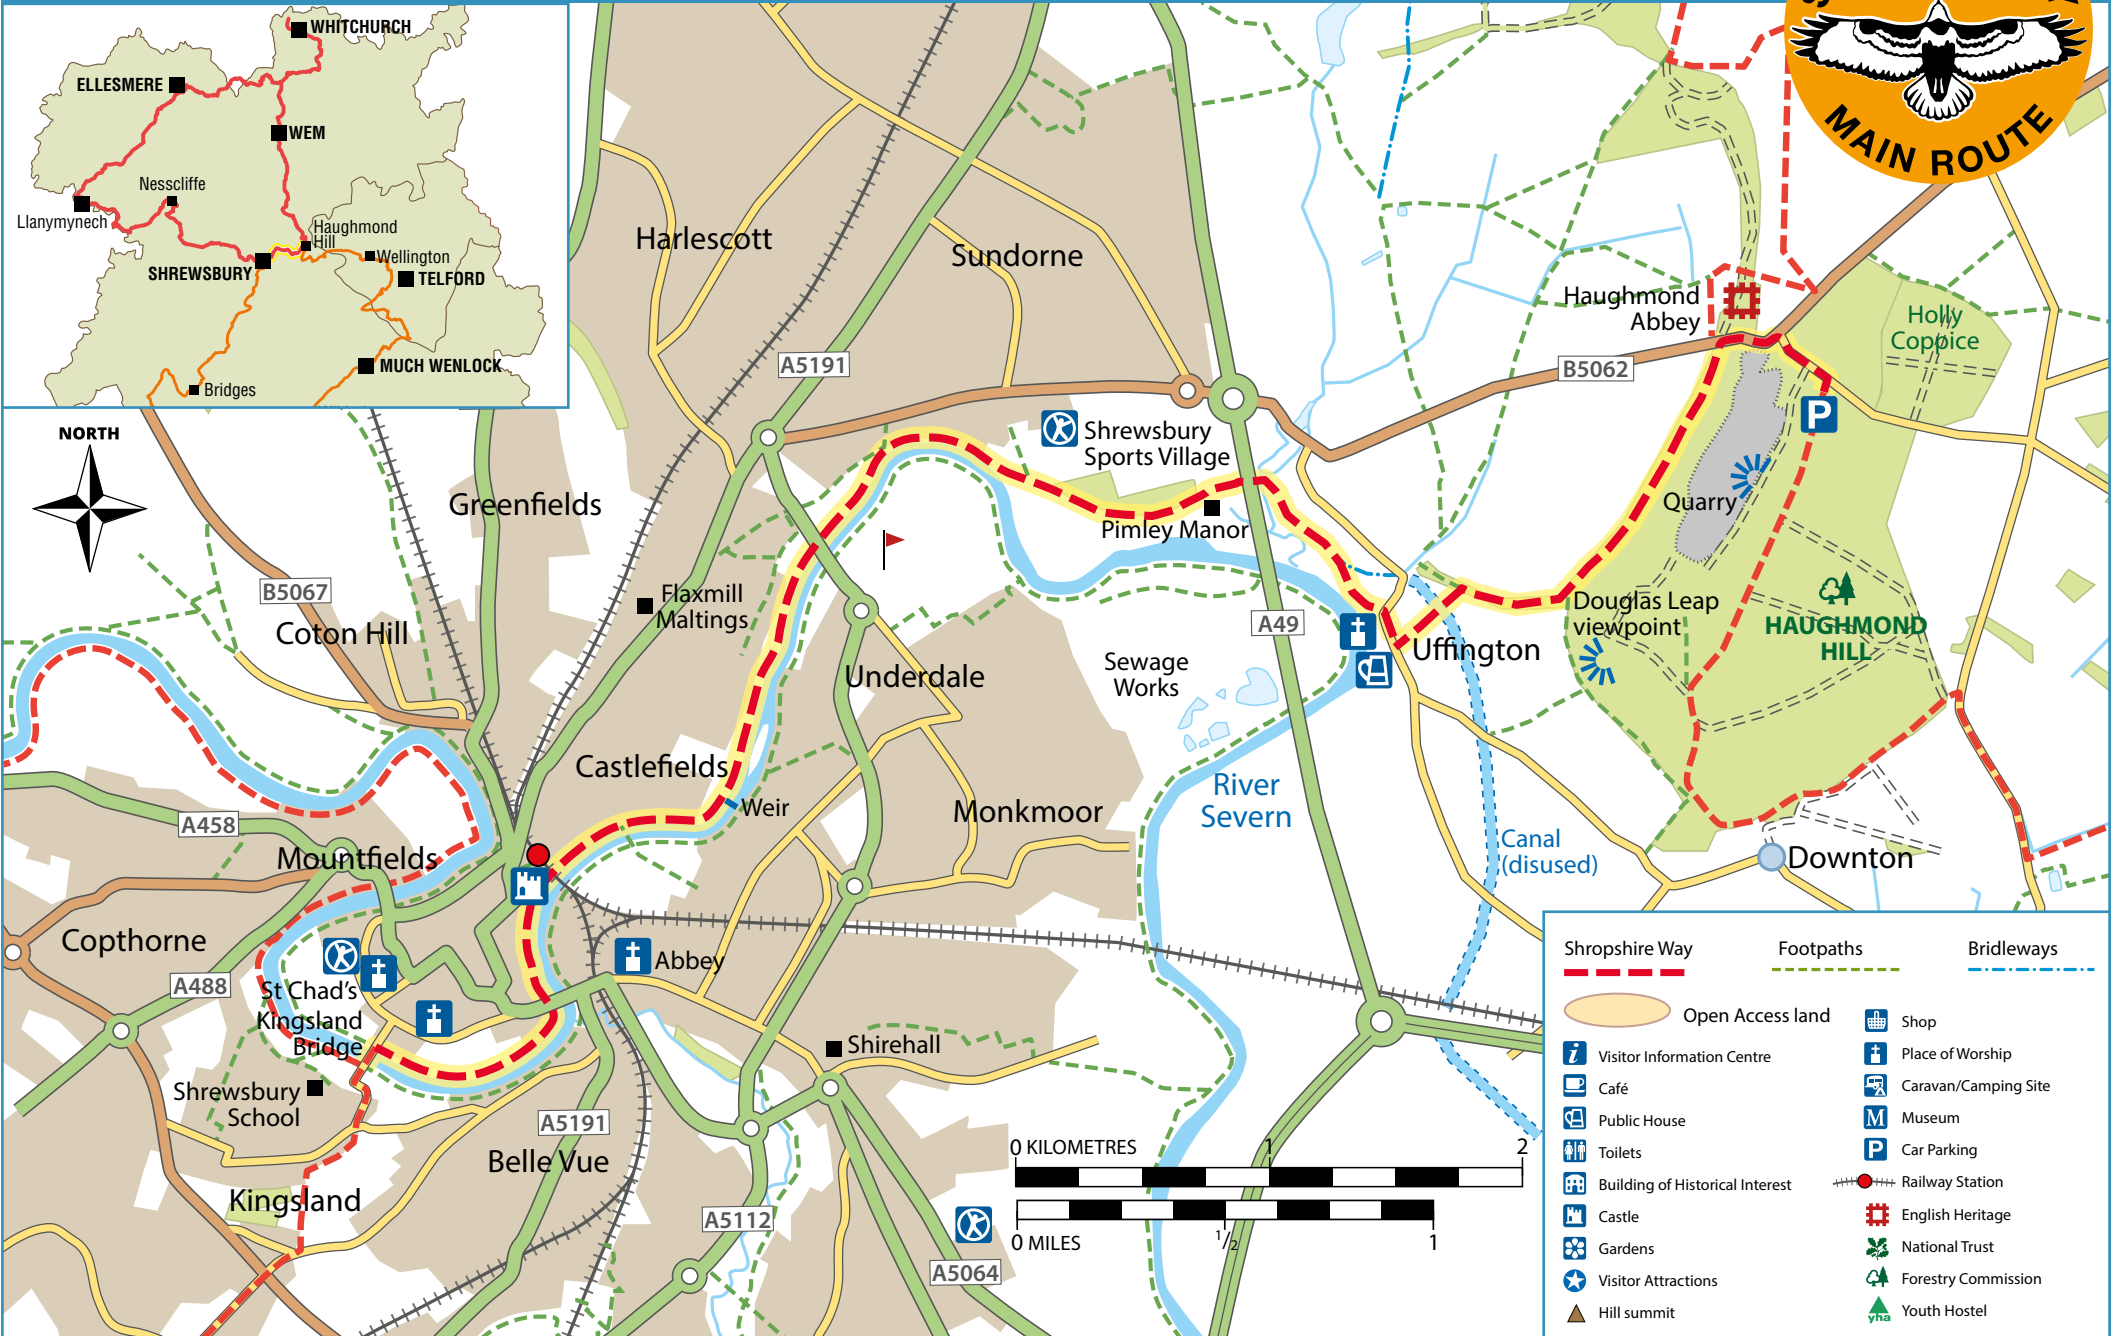 WHITCHURCH
ELLESMERE
WEM
Nesscliffe
Llanymynech
Haughmond
Hill
SHREWSBURY
Wellington
TELFORD
MUCH WENLOCK
Bridges
MAIN ROUTE
NORTH
Harlescott
Sundorne
A5191
Haughmond
Abbey
Holly
Coppice
B5062
Shrewsbury
Sports Village
Pimley Manor
Quarry
Greenfields
B5067
Coton Hill
Flaxmill
Maltings
Underdale
Sewage
Works
A49
Uffington
Douglas Leap
viewpoint
HAUGHMOND
HILL
Castlefields
Weir
Monkmoor
River
Severn
Canal
(disused)
Downton
A458
Mountfields
Copthorne
A488
St Chad's
Kingsland
Bridge
Abbey
Shrewsbury
School
Shirehall
A5191
Belle Vue
Kingsland
A5112
A5064
0 KILOMETRES 1 2
0 MILES 1/2 1
Shropshire Way
Footpaths
Bridleways
Open Access land
i Visitor Information Centre
Café
Public House
Toilets
Building of Historical Interest
Castle
Gardens
Visitor Attractions
Hill summit
Shop
Place of Worship
Caravan/Camping Site
M Museum
P Car Parking
Railway Station
English Heritage
National Trust
Forestry Commission
yha Youth Hostel
P